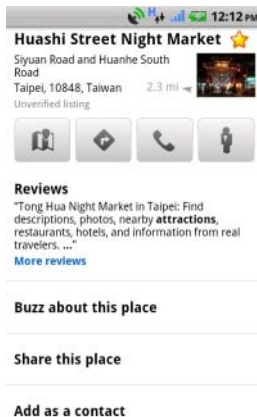 H
12:12 PM
Huashi Street Night Market
Siyuan Road and Huanhe South
Road
Taipei, 10848, Taiwan
2.3 mi
Unverified listing
Reviews
"Tong Hua Night Market in Taipei: Find
descriptions, photos, nearby attractions,
restaurants, hotels, and information from real
travelers. ..."
More reviews
Buzz about this place
Share this place
Add as a contact